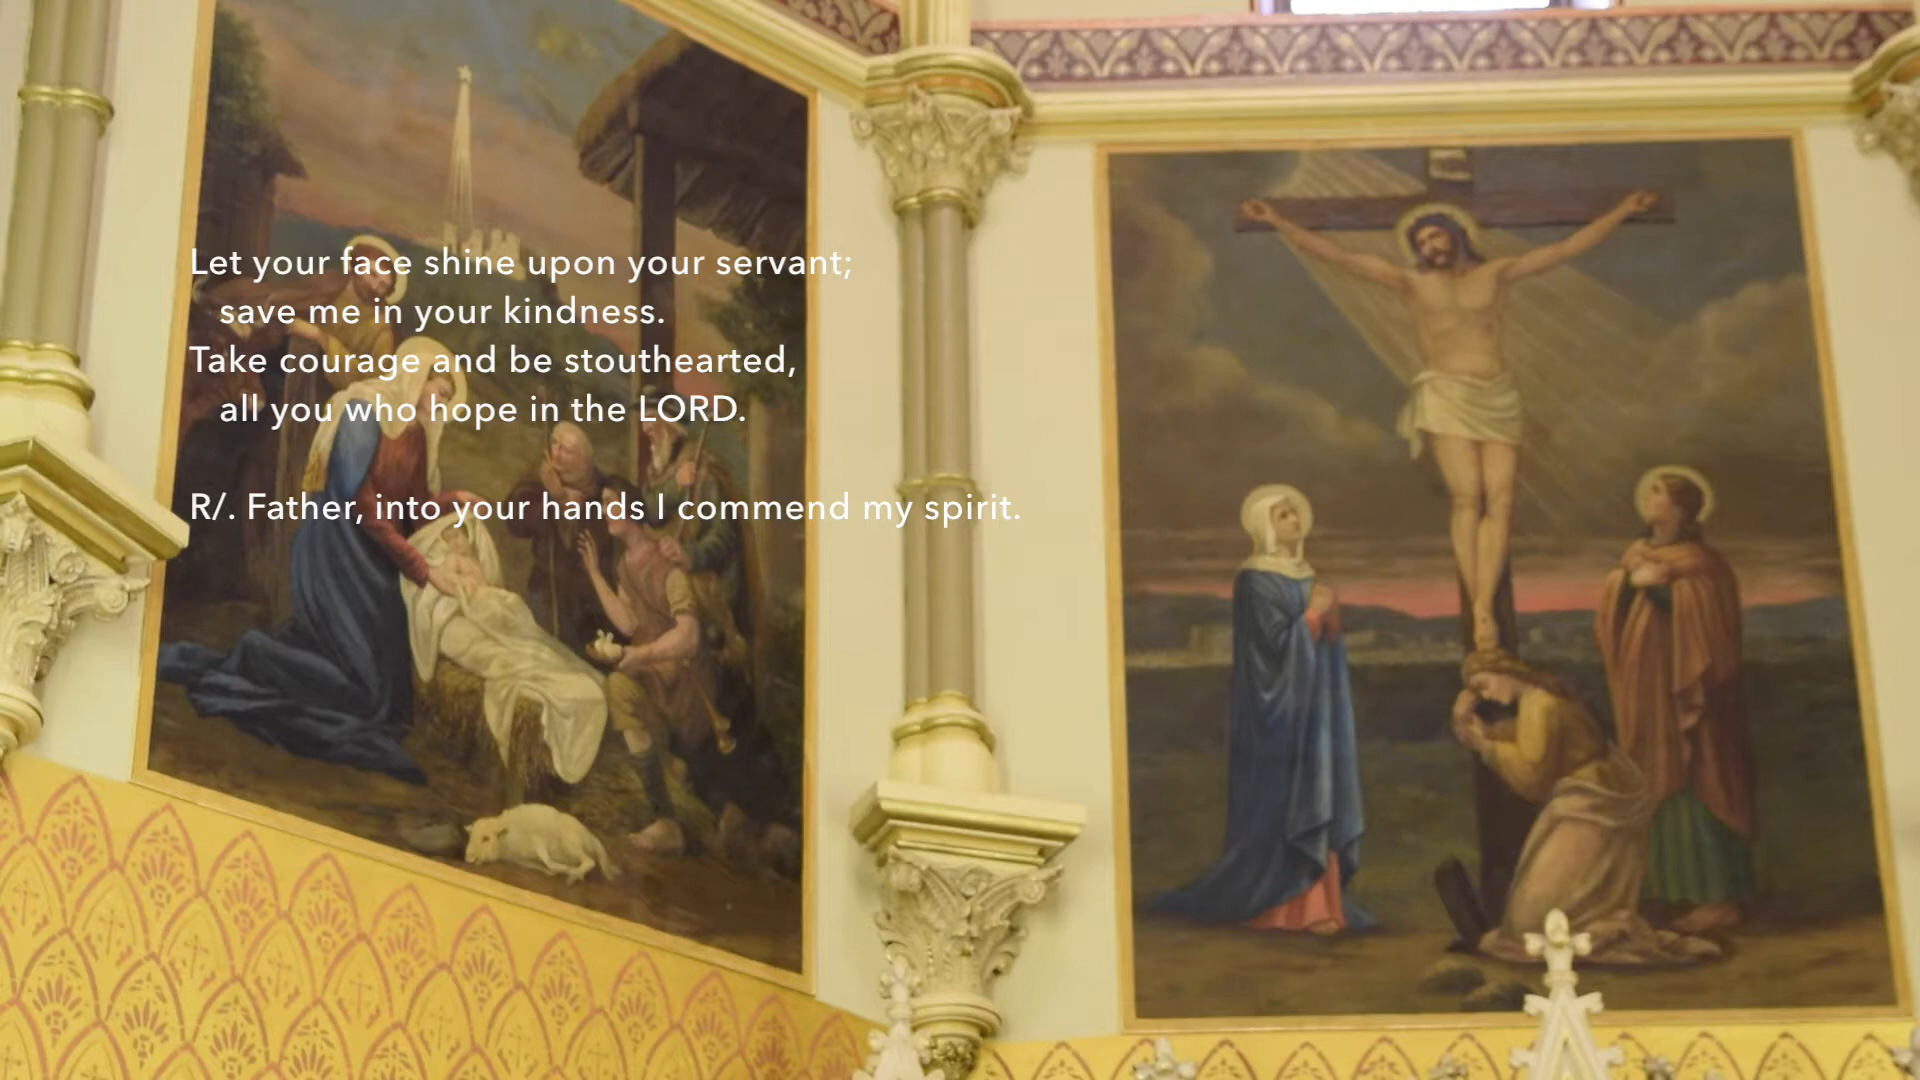 Let your face shine upon your servant;
save me in your kindness.
Take courage and be stouthearted,
all you who hope in the LORD.
R/. Father, into your hands I commend my spirit.